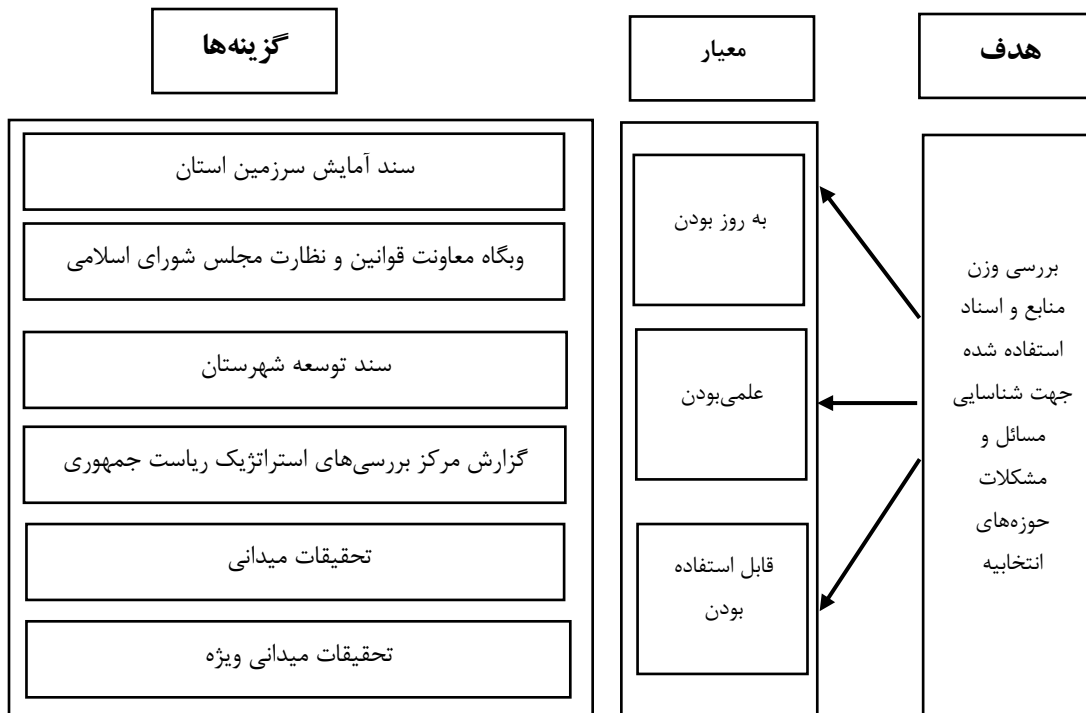 هدف
معیار
گزینه‌ها
بررسی وزن
منابع و اسناد
استفاده شده
جهت شناسایی
مسائل و
مشکلات
حوزه‌های
انتخابیه
به روز بودن
علمی‌بودن
قابل استفاده
بودن
سند آمایش سرزمین استان
وبگاه معاونت قوانین و نظارت مجلس شورای اسلامی
سند توسعه شهرستان
گزارش مرکز بررسی‌های استراتژیک ریاست جمهوری
تحقیقات میدانی
تحقیقات میدانی ویژه